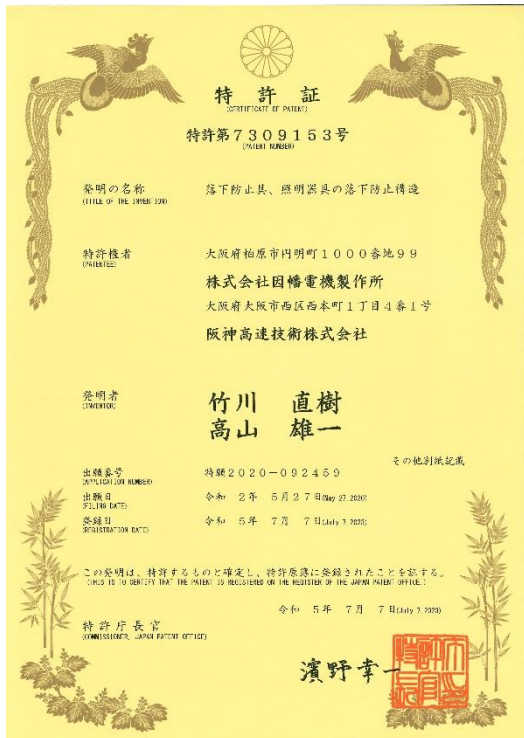 特許証
(CERTIFICATE OF PATENT)
特許第7309153号
(PATENT NUMBER)
発明の名称
(TITLE OF THE INVENTION)
落下防止具、照明器具の落下防止構造
特許権者
(PATENTEE)
大阪府柏原市円明町1000番地99
株式会社因幡電機製作所
大阪府大阪市西区西本町1丁目4番1号
阪神高速技術株式会社
発明者
(INVENTOR)
竹川 直樹
高山 雄一
その他別紙記載
出願番号
(APPLICATION NUMBER)
特願2020-092459
出願日
(FILING DATE)
令和 2年 5月27日(May 27,2020)
登録日
(REGISTRATION DATE)
令和 5年 7月 7日(July 7,2023)
この発明は、特許するものと確定し、特許原簿に登録されたことを証する。
(THIS IS TO CERTIFY THAT THE PATENT IS REGISTERED ON THE REGISTER OF THE JAPAN PATENT OFFICE.)
令和 5年 7月 7日(July 7,2023)
特許庁長官
(COMMISSIONER, JAPAN PATENT OFFICE)
濱野幸一